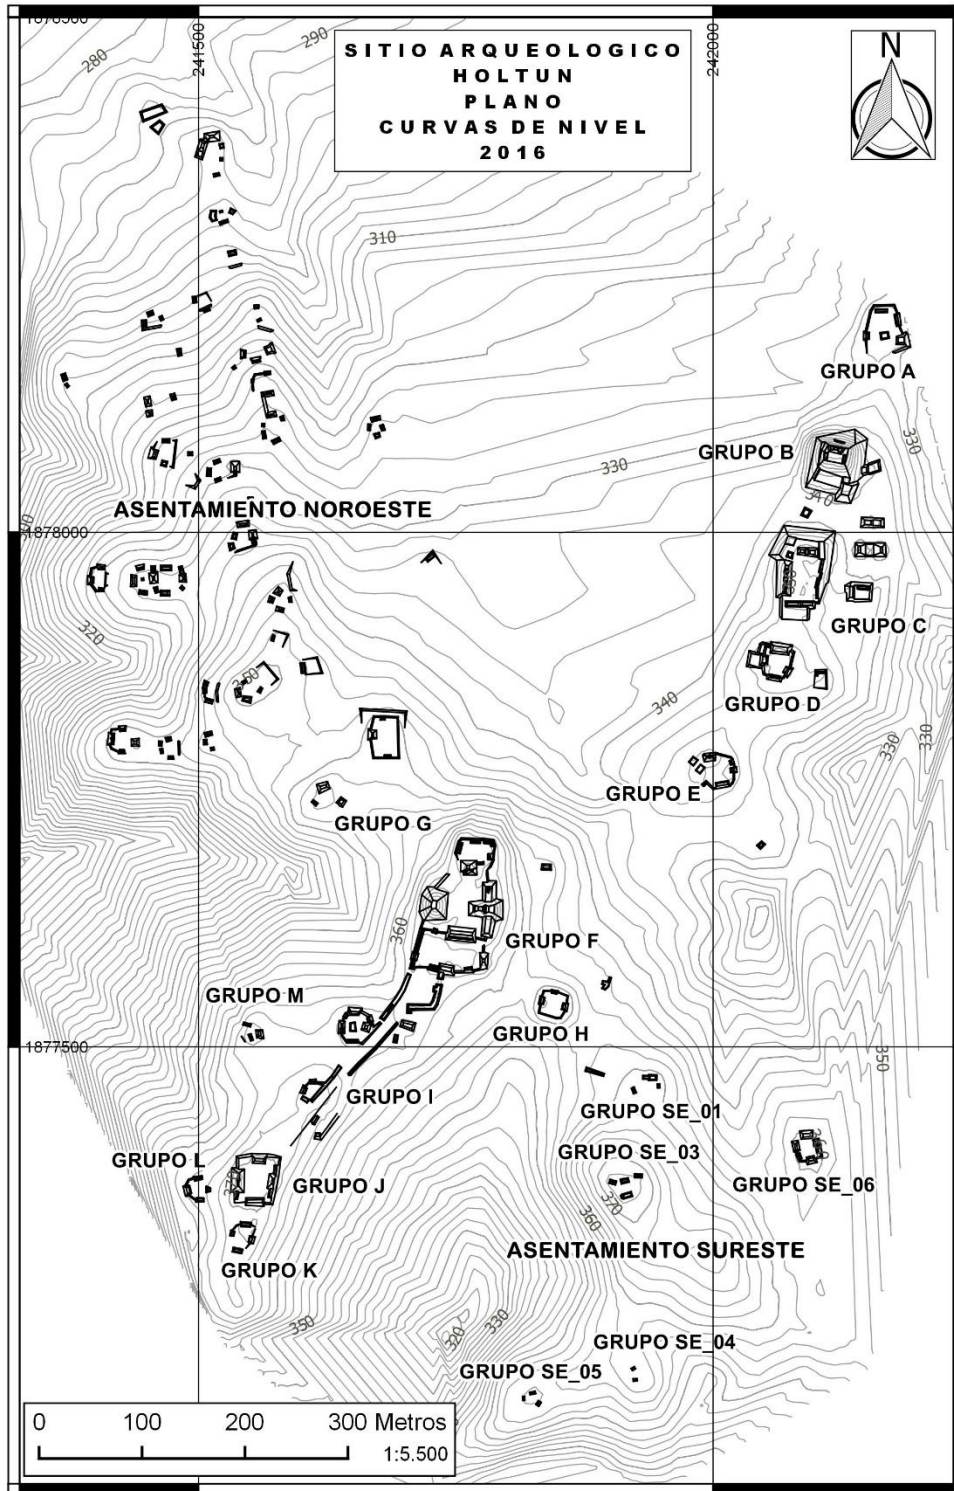 241500
242000
280
290
SITIO ARQUEOLOGICO
HOLTUN
PLANO
CURVAS DE NIVEL
2016
N
310
GRUPO A
330
GRUPO B
330
340
ASENTAMIENTO NOROESTE
1878000
320
GRUPO C
340
GRUPO D
330
330
GRUPO E
GRUPO G
360
GRUPO F
GRUPO M
GRUPO H
1877500
350
GRUPO I
GRUPO SE_01
GRUPO SE_03
GRUPO L
GRUPO J
370
GRUPO SE_06
360
ASENTAMIENTO SURESTE
GRUPO K
350
320
330
GRUPO SE_04
GRUPO SE_05
0 100 200 300 Metros
1:5.500